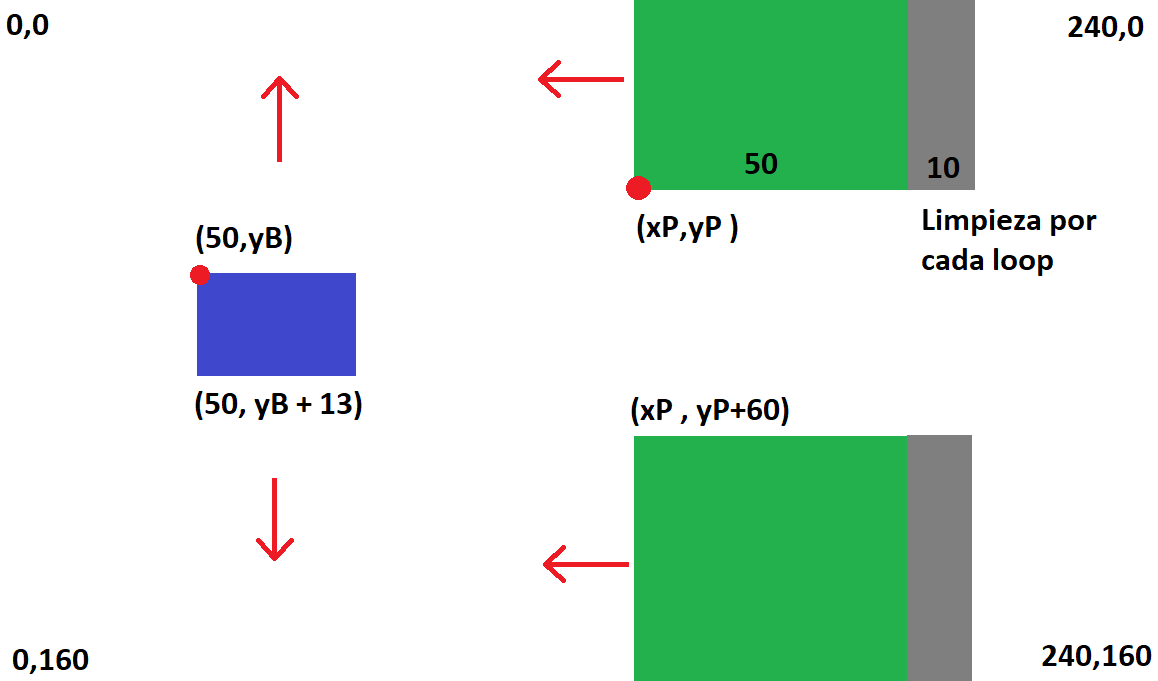 0,0
240,0
50
10
(xP,yP )
Limpieza por
cada loop
(50,yB)
(50, yB + 13)
(xP , yP+60)
0,160
240,160